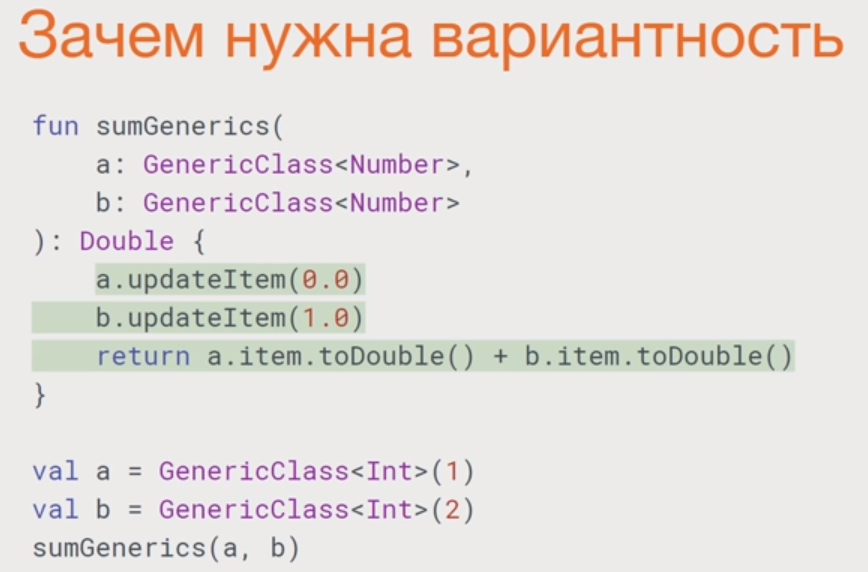 Зачем нужна вариантность
fun sumGenerics(
    a: GenericClass<Number>,
    b: GenericClass<Number>
): Double {
    a.updateItem(0.0)
    b.updateItem(1.0)
    return a.item.toDouble() + b.item.toDouble()
}
val a = GenericClass<Int>(1)
val b = GenericClass<Int>(2)
sumGenerics(a, b)